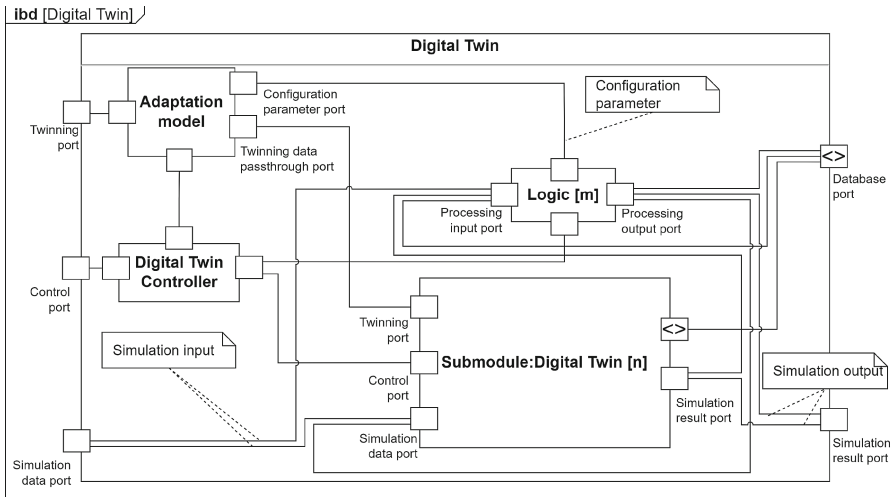 ibd [Digital Twin]
Digital Twin
Adaptation
model
Configuration
parameter port
Configuration
parameter
Twinning
port
Twinning data
passthrough port
<>
Database
port
Logic [m]
Processing
input port
Processing
output port
Digital Twin
Controller
Control
port
Twinning
port
<>
Simulation input
Submodule:Digital Twin [n]
Simulation output
Control
port
Simulation
result port
Simulation
data port
Simulation
data port
Simulation
result port